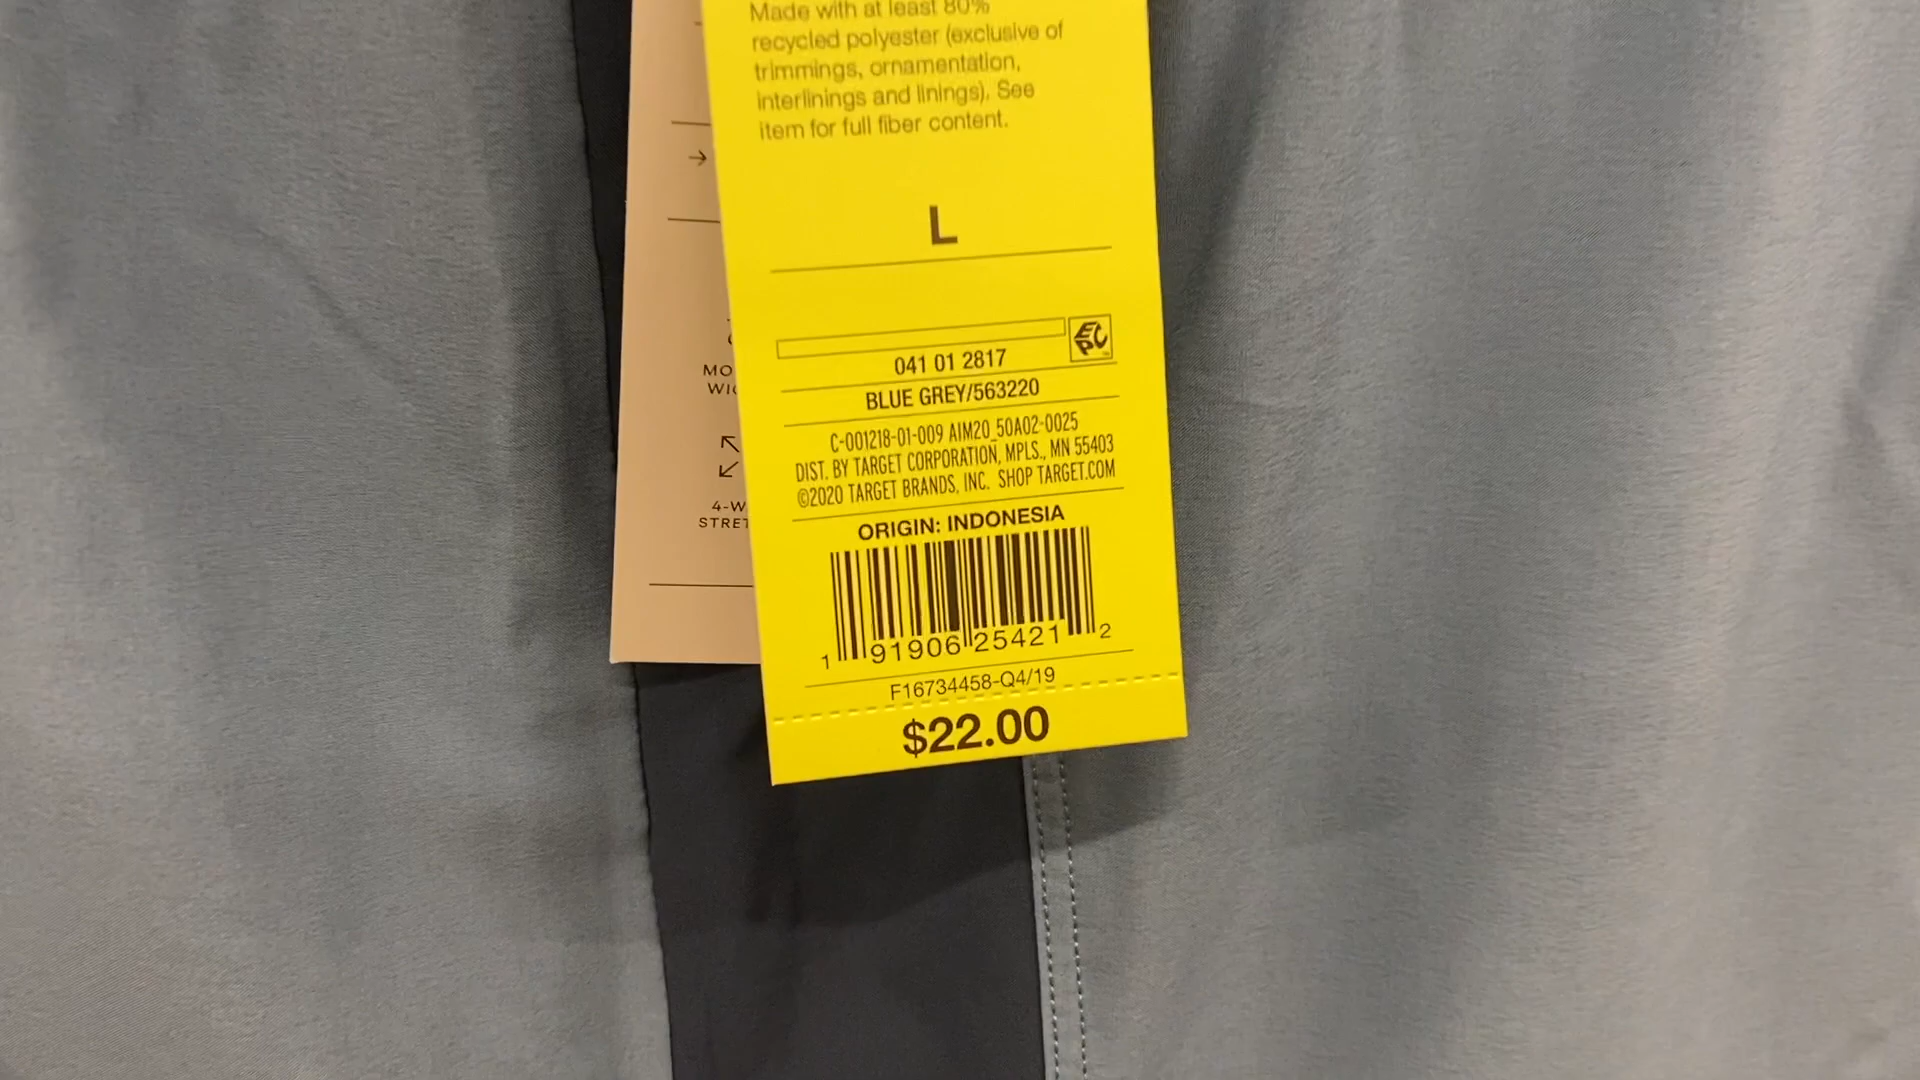 Made with at least 80%
recycled polyester (exclusive of
trimmings, ornamentation,
interlinings and linings). See
item for full fiber content.
→
L
EPC
041 01 2817
BLUE GREY/563220
C-001218-01-009 AIM20_50A02-0025
DIST. BY TARGET CORPORATION, MPLS., MN 55403
©2020 TARGET BRANDS, INC. SHOP TARGET.COM
ORIGIN: INDONESIA
1 91906 25421 2
F16734458-Q4/19
$22.00
MO
WIC
4-W
STRET